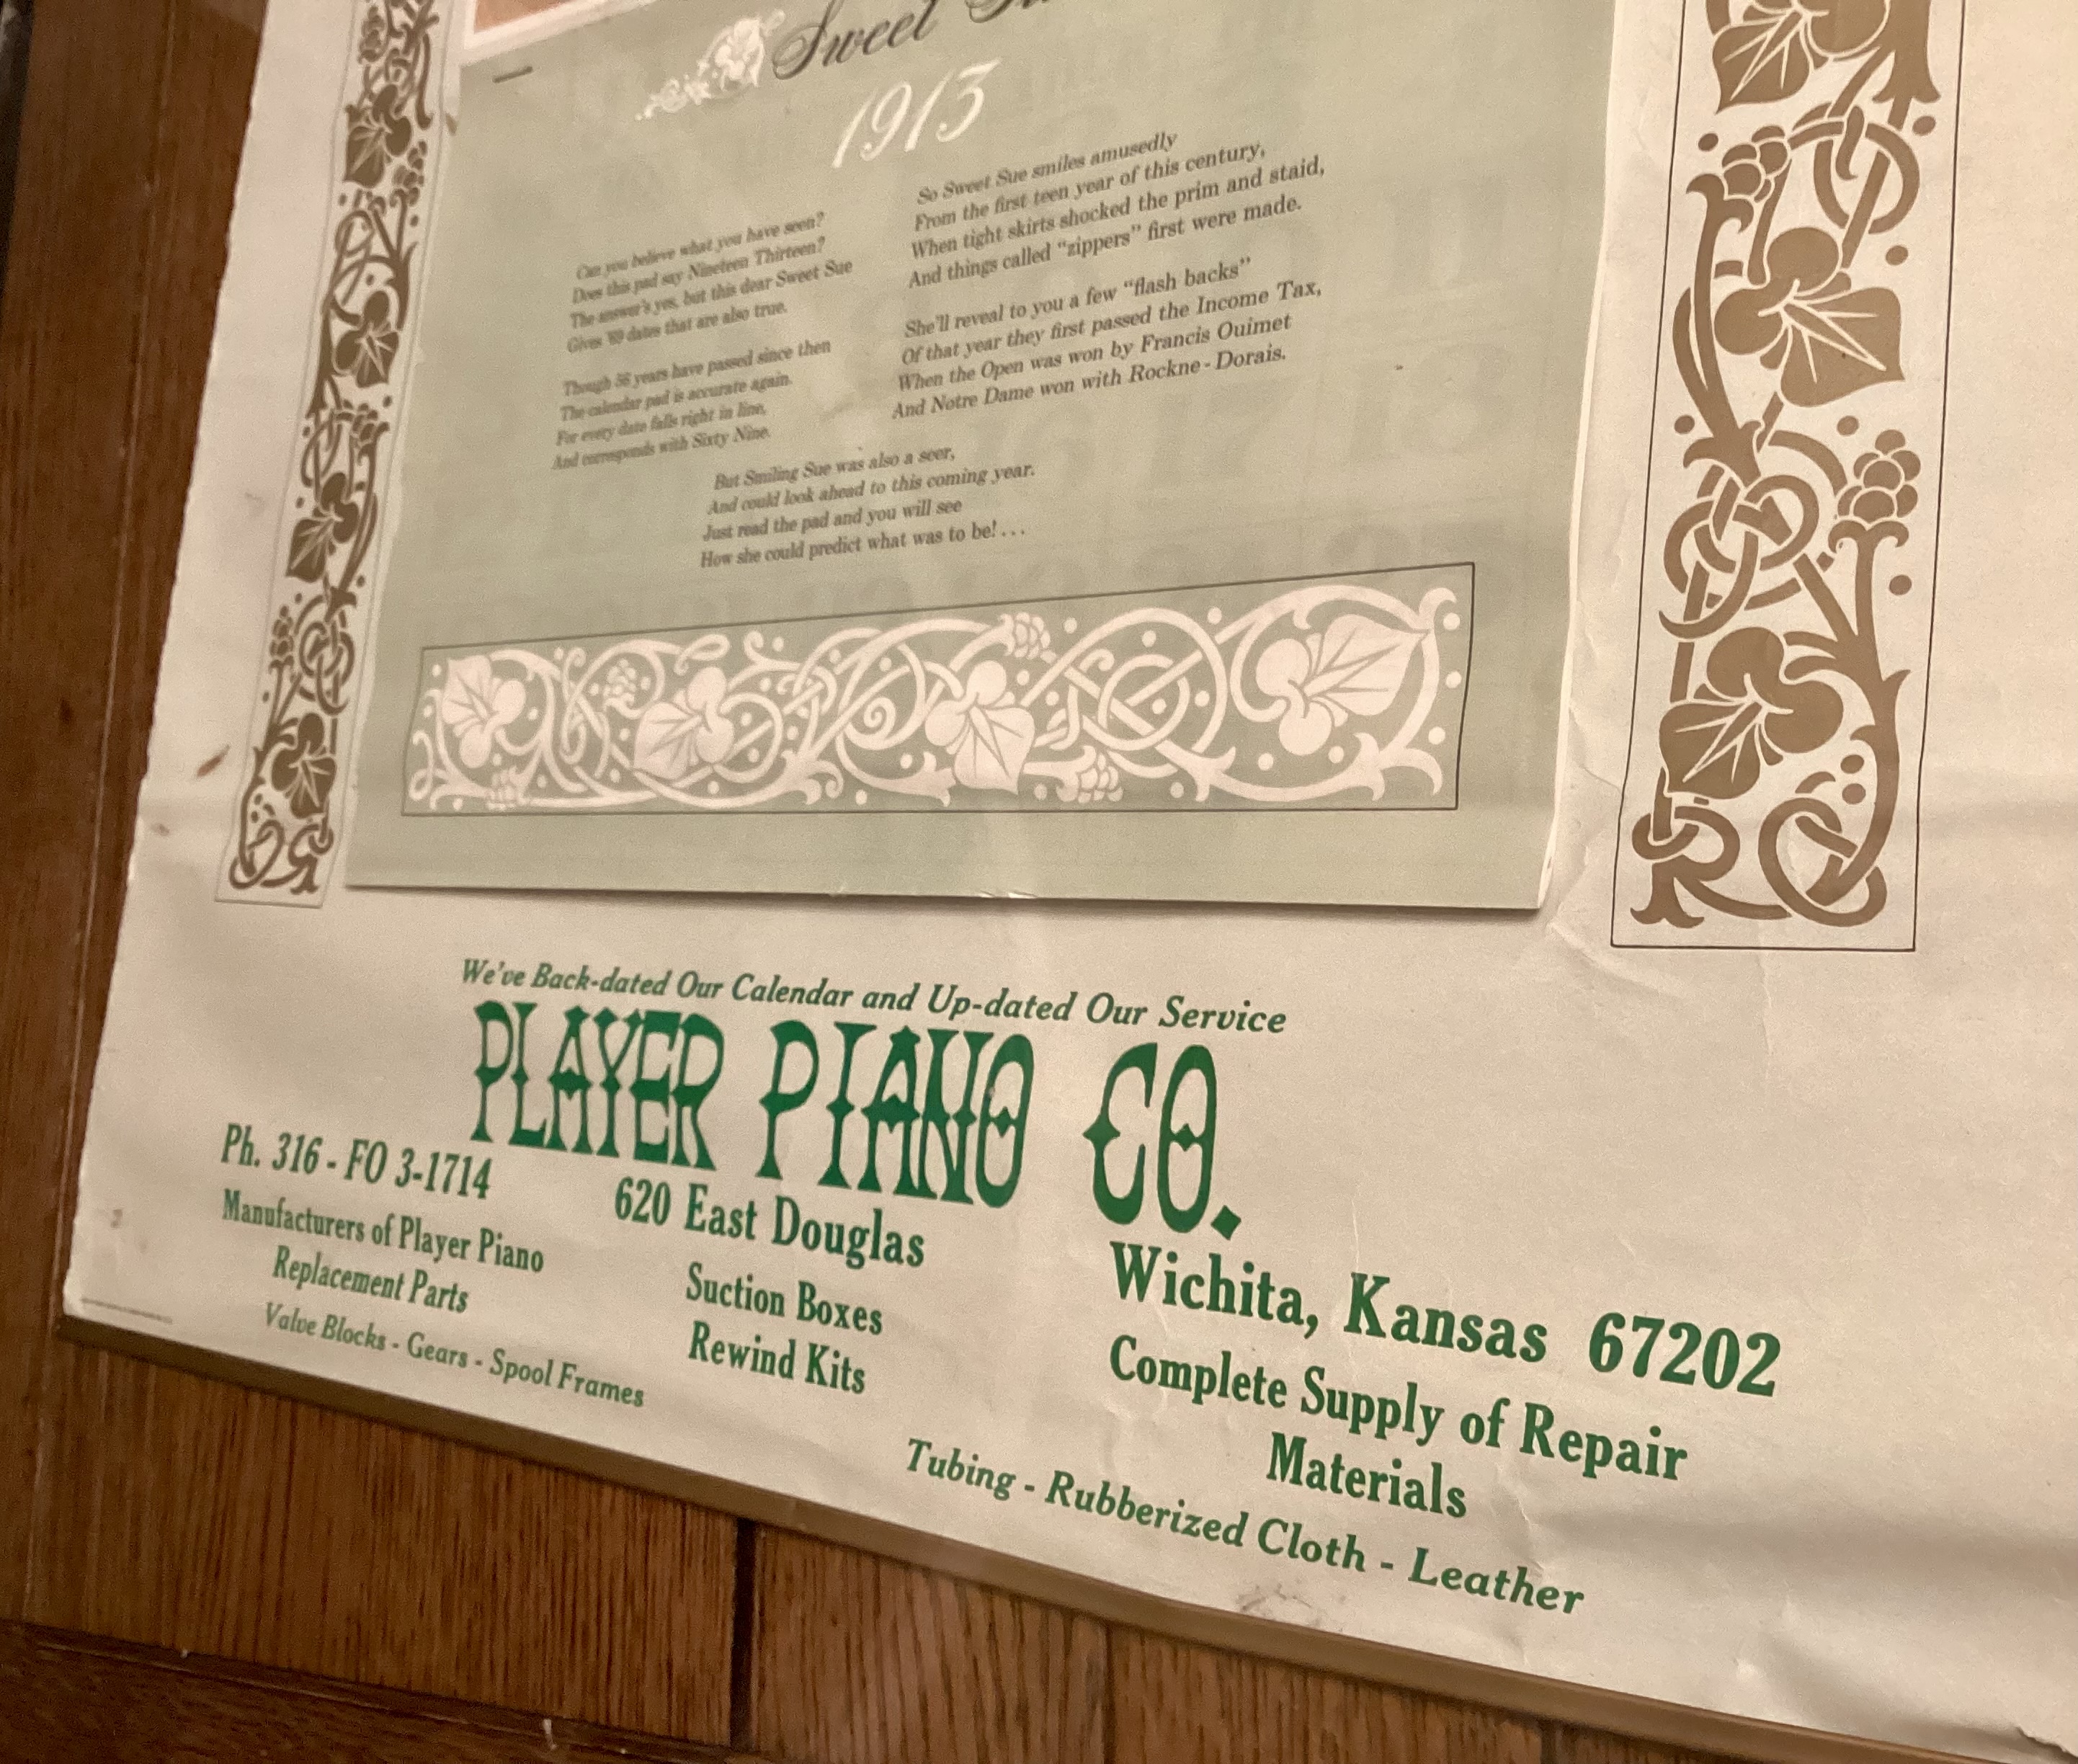 Sweet
1913
Can you believe what you have seen?
Does this pad say Nineteen Thirteen?
The answer's yes, but this dear Sweet Sue
Gives '69 dates that are also true.
Though 56 years have passed since then
The calendar pad is accurate again.
For every date falls right in line,
And corresponds with Sixty Nine.
So Sweet Sue smiles amusedly
From the first teen year of this century,
When tight skirts shocked the prim and staid,
And things called "zippers" first were made.
She'll reveal to you a few "flash backs"
Of that year they first passed the Income Tax,
When the Open was won by Francis Ouimet
And Notre Dame won with Rockne - Dorais.
But Smiling Sue was also a seer,
And could look ahead to this coming year.
Just read the pad and you will see
How she could predict what was to be! . . .
We've Back-dated Our Calendar and Up-dated Our Service
PLAYER PIANO CO.
Ph. 316 - FO 3-1714
620 East Douglas
Wichita, Kansas 67202
Manufacturers of Player Piano
Replacement Parts
Valve Blocks - Gears - Spool Frames
Suction Boxes
Rewind Kits
Complete Supply of Repair
Materials
Tubing - Rubberized Cloth - Leather